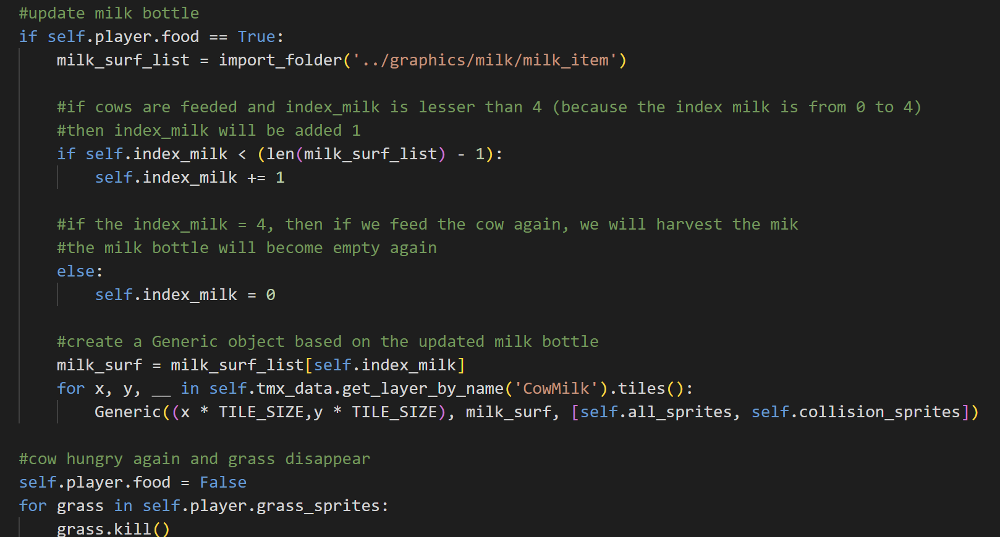 #update milk bottle
if self.player.food == True:
    milk_surf_list = import_folder('../graphics/milk/milk_item')
    #if cows are feeded and index_milk is lesser than 4 (because the index milk is from 0 to 4)
    #then index_milk will be added 1
    if self.index_milk < (len(milk_surf_list) - 1):
        self.index_milk += 1
    #if the index_milk = 4, then if we feed the cow again, we will harvest the mik
    #the milk bottle will become empty again
    else:
        self.index_milk = 0
    #create a Generic object based on the updated milk bottle
    milk_surf = milk_surf_list[self.index_milk]
    for x, y, __ in self.tmx_data.get_layer_by_name('CowMilk').tiles():
        Generic((x * TILE_SIZE,y * TILE_SIZE), milk_surf, [self.all_sprites, self.collision_sprites])
#cow hungry again and grass disappear
self.player.food = False
for grass in self.player.grass_sprites:
    grass.kill()